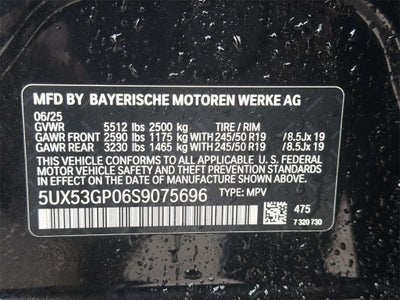 MFD BY BAYERISCHE MOTOREN WERKE AG
06/25
GVWR 5512 lbs 2500 kg TIRE / RIM
GAWR FRONT 2590 lbs 1175 kg WITH 245/50 R19 / 8.5Jx 19
GAWR REAR 3230 lbs 1465 kg WITH 245/50 R19 / 8.5Jx 19
THIS VEHICLE CONFORMS TO ALL APPLICABLE U.S. FEDERAL
MOTOR VEHICLE SAFETY, BUMPER, AND THEFT PREVENTION
STANDARDS IN EFFECT ON THE DATE OF MANUFACTURE SHOWN ABOVE.
5UX53GP06S9075696 TYPE: MPV
475
7 320 730